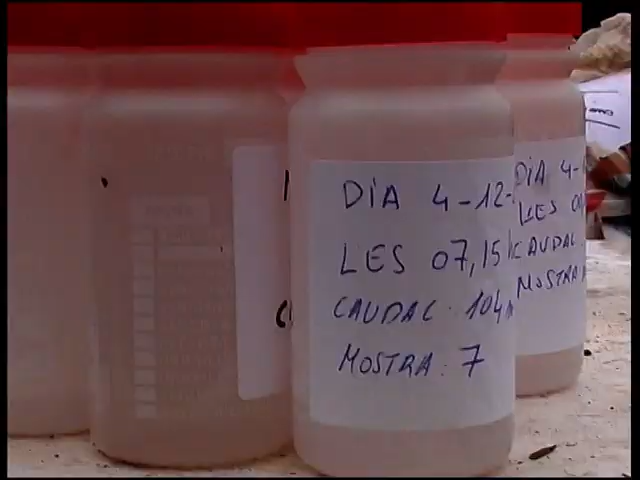 DIA 4-12-
LES 07,15
CAUDAL 104
MOSTRA: 7
DIA 4-
LES
CAUDAL
MOSTRA